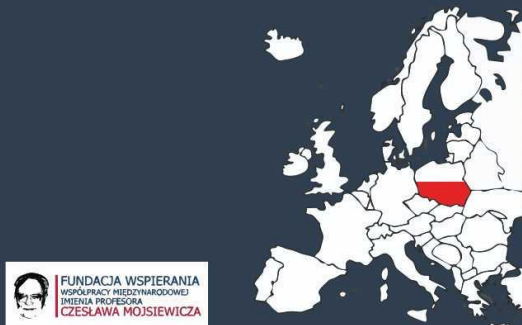 FUNDACJA WSPIERANIA
WSPÓŁPRACY MIĘDZYNARODOWEJ
IMIENIA PROFESORA
CZESŁAWA MOJSIEWICZA